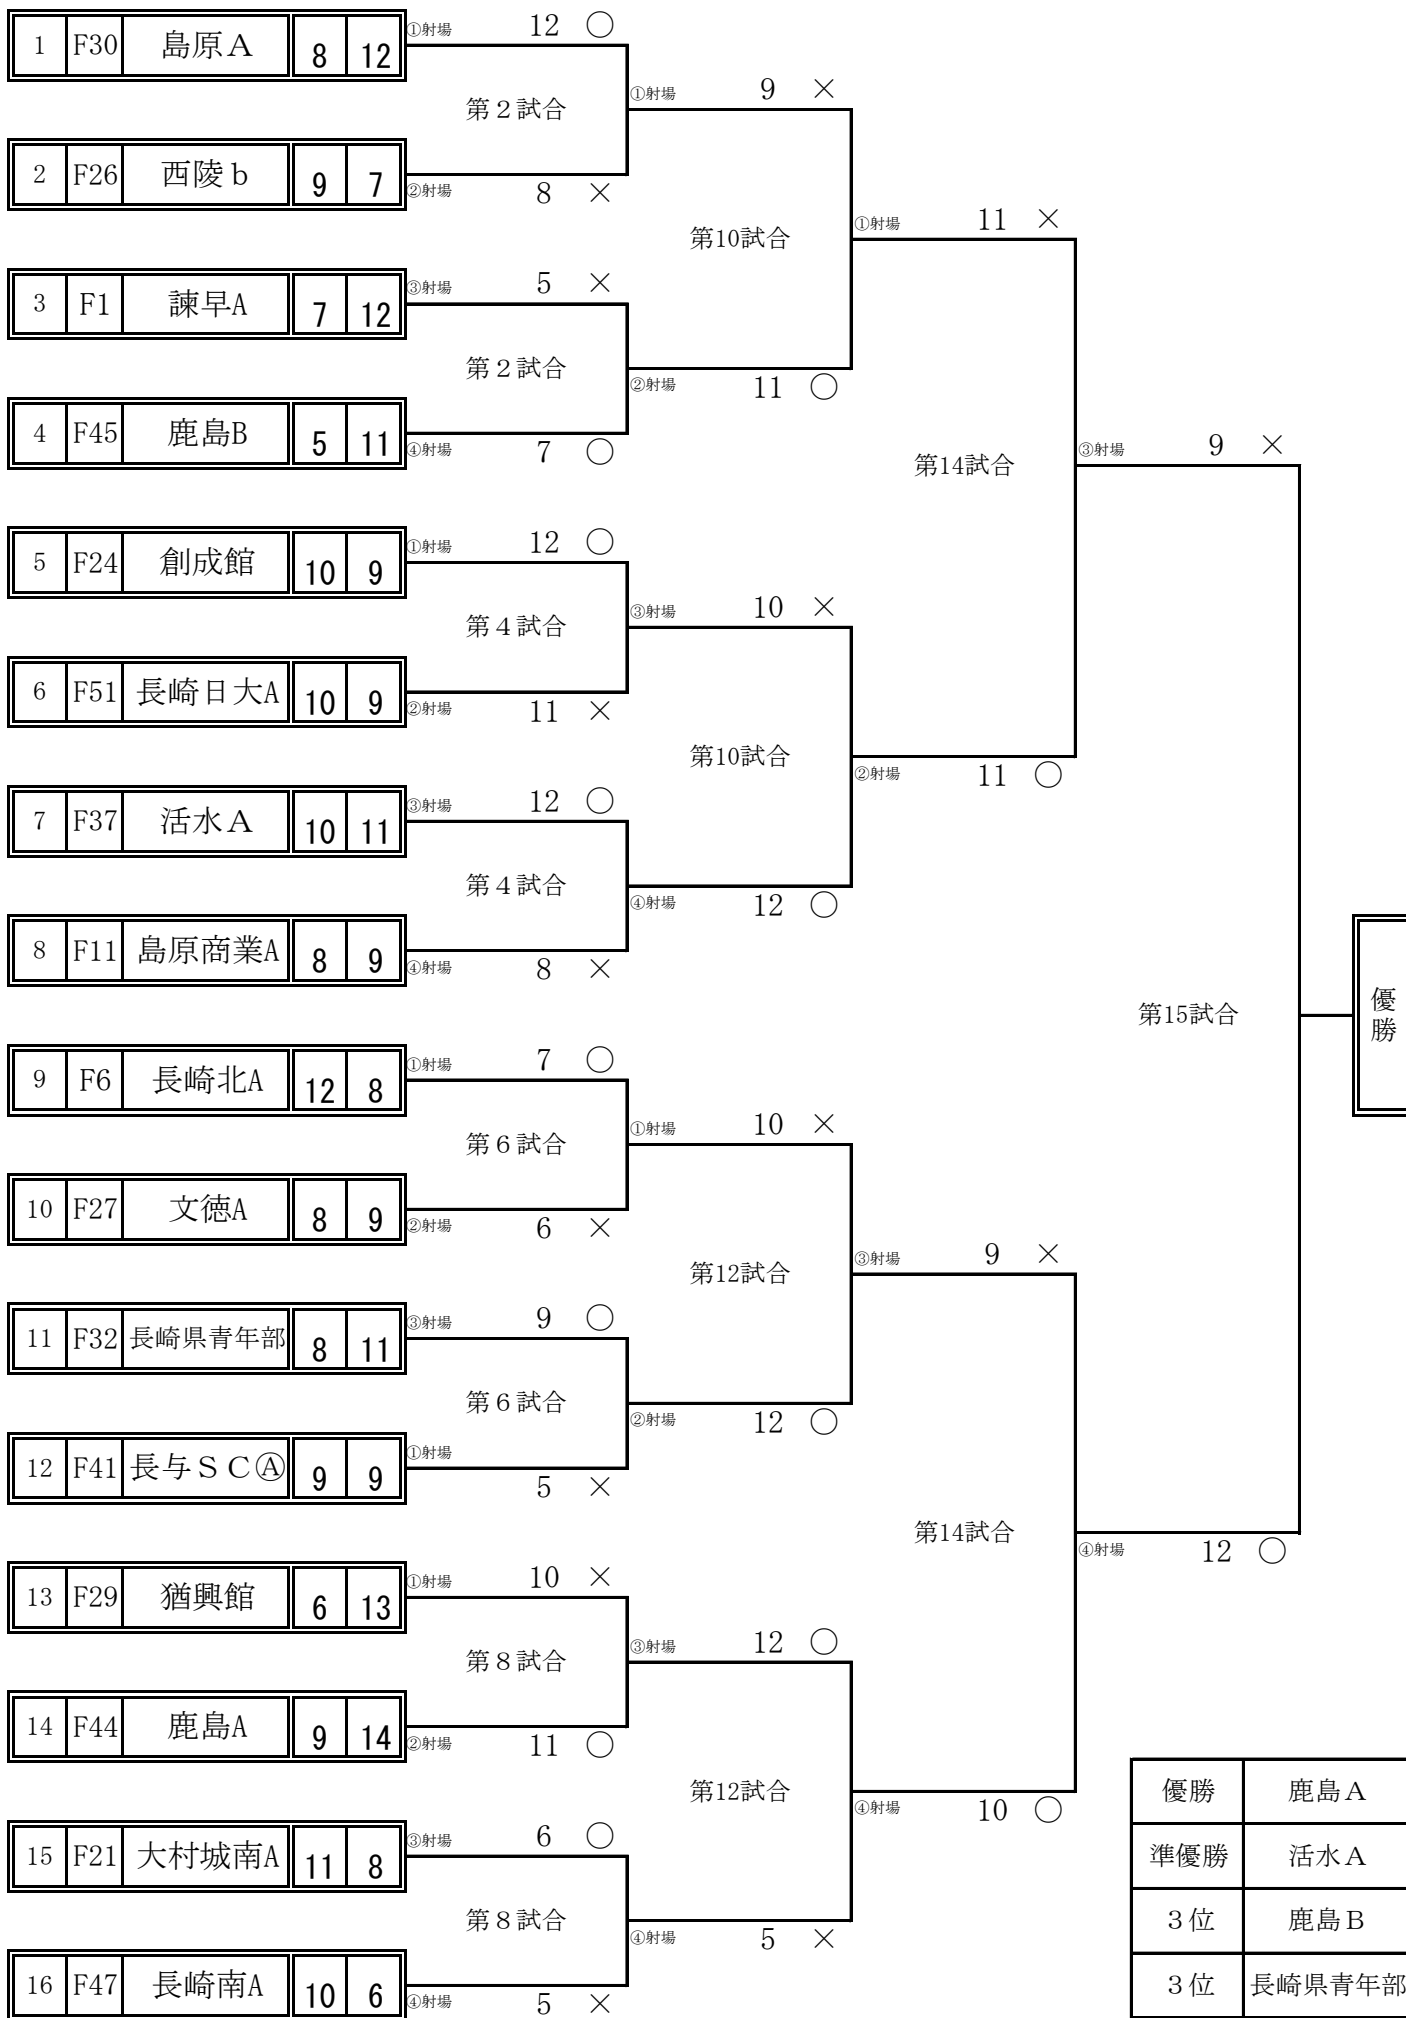 12 ○
1 F30 島原Ａ 8 12 ①射場
第２試合 ①射場 9 ×
2 F26 西陵ｂ 9 7 ②射場 8 ×
第10試合 ①射場 11 ×
3 F1 諫早A 7 12 ③射場 5 ×
第２試合 ②射場 11 ○
4 F45 鹿島B 5 11 ④射場 7 ○
第14試合 ③射場 9 ×
5 F24 創成館 10 9 ①射場 12 ○
第４試合 ③射場 10 ×
6 F51 長崎日大A 10 9 ②射場 11 ×
第10試合 ②射場 11 ○
7 F37 活水Ａ 10 11 ③射場 12 ○
第４試合 ④射場 12 ○
8 F11 島原商業A 8 9 ④射場 8 ×
第15試合 優勝
9 F6 長崎北A 12 8 ①射場 7 ○
第６試合 ①射場 10 ×
10 F27 文徳A 8 9 ②射場 6 ×
第12試合 ③射場 9 ×
11 F32 長崎県青年部 8 11 ③射場 9 ○
第６試合 ②射場 12 ○
12 F41 長与ＳＣⒶ 9 9 ①射場 5 ×
第14試合 ④射場 12 ○
13 F29 猶興館 6 13 ①射場 10 ×
第８試合 ③射場 12 ○
14 F44 鹿島A 9 14 ②射場 11 ○
第12試合 ④射場 10 ○
15 F21 大村城南A 11 8 ③射場 6 ○
第８試合 ④射場 5 ×
16 F47 長崎南A 10 6 ④射場 5 ×
優勝 鹿島Ａ
準優勝 活水Ａ
３位 鹿島Ｂ
３位 長崎県青年部